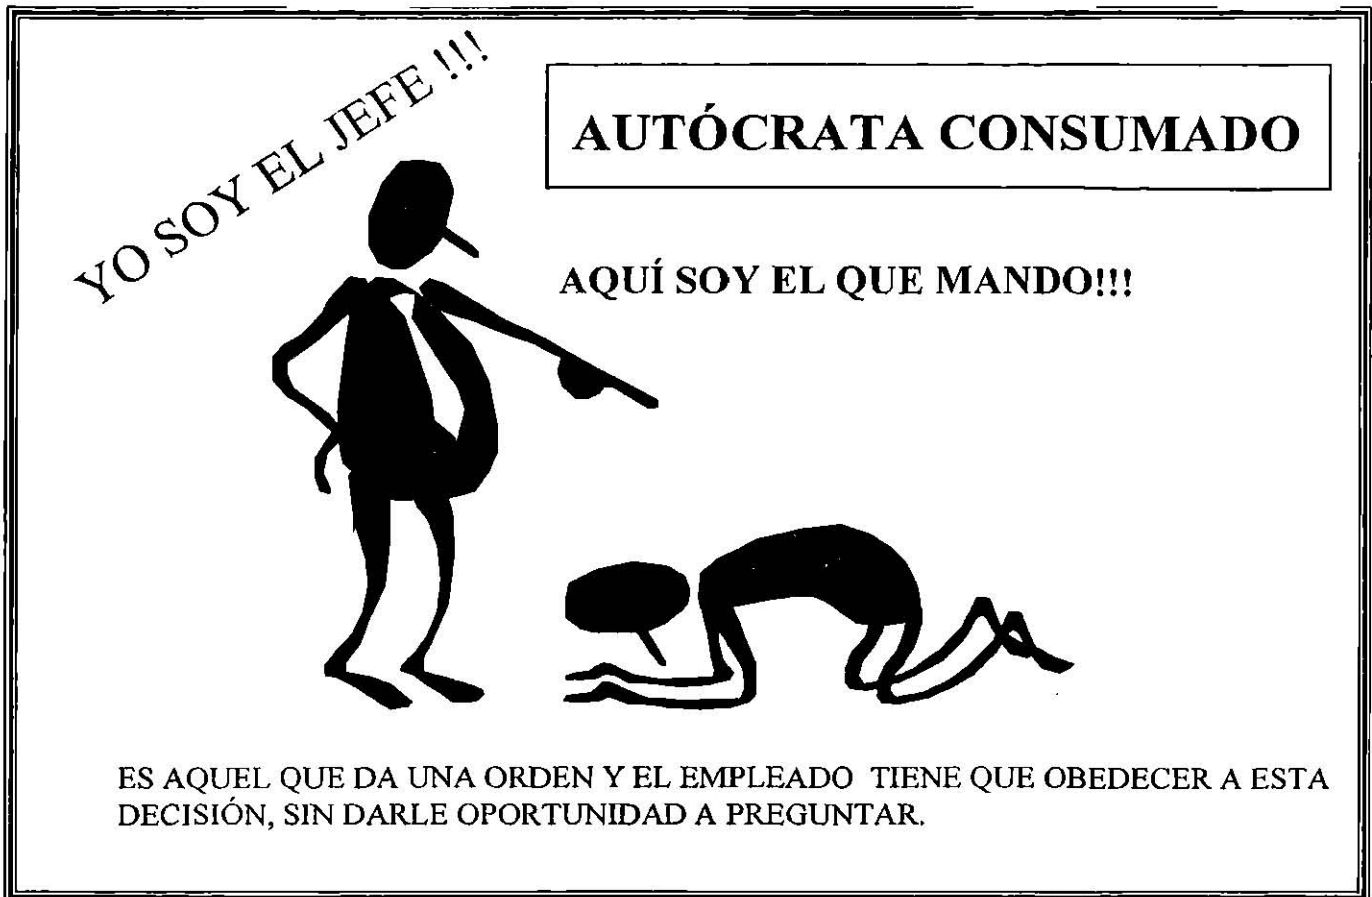 YO SOY EL JEFE !!!
AUTÓCRATA CONSUMADO
AQUÍ SOY EL QUE MANDO!!!
ES AQUEL QUE DA UNA ORDEN Y EL EMPLEADO TIENE QUE OBEDECER A ESTA
DECISIÓN, SIN DARLE OPORTUNIDAD A PREGUNTAR.